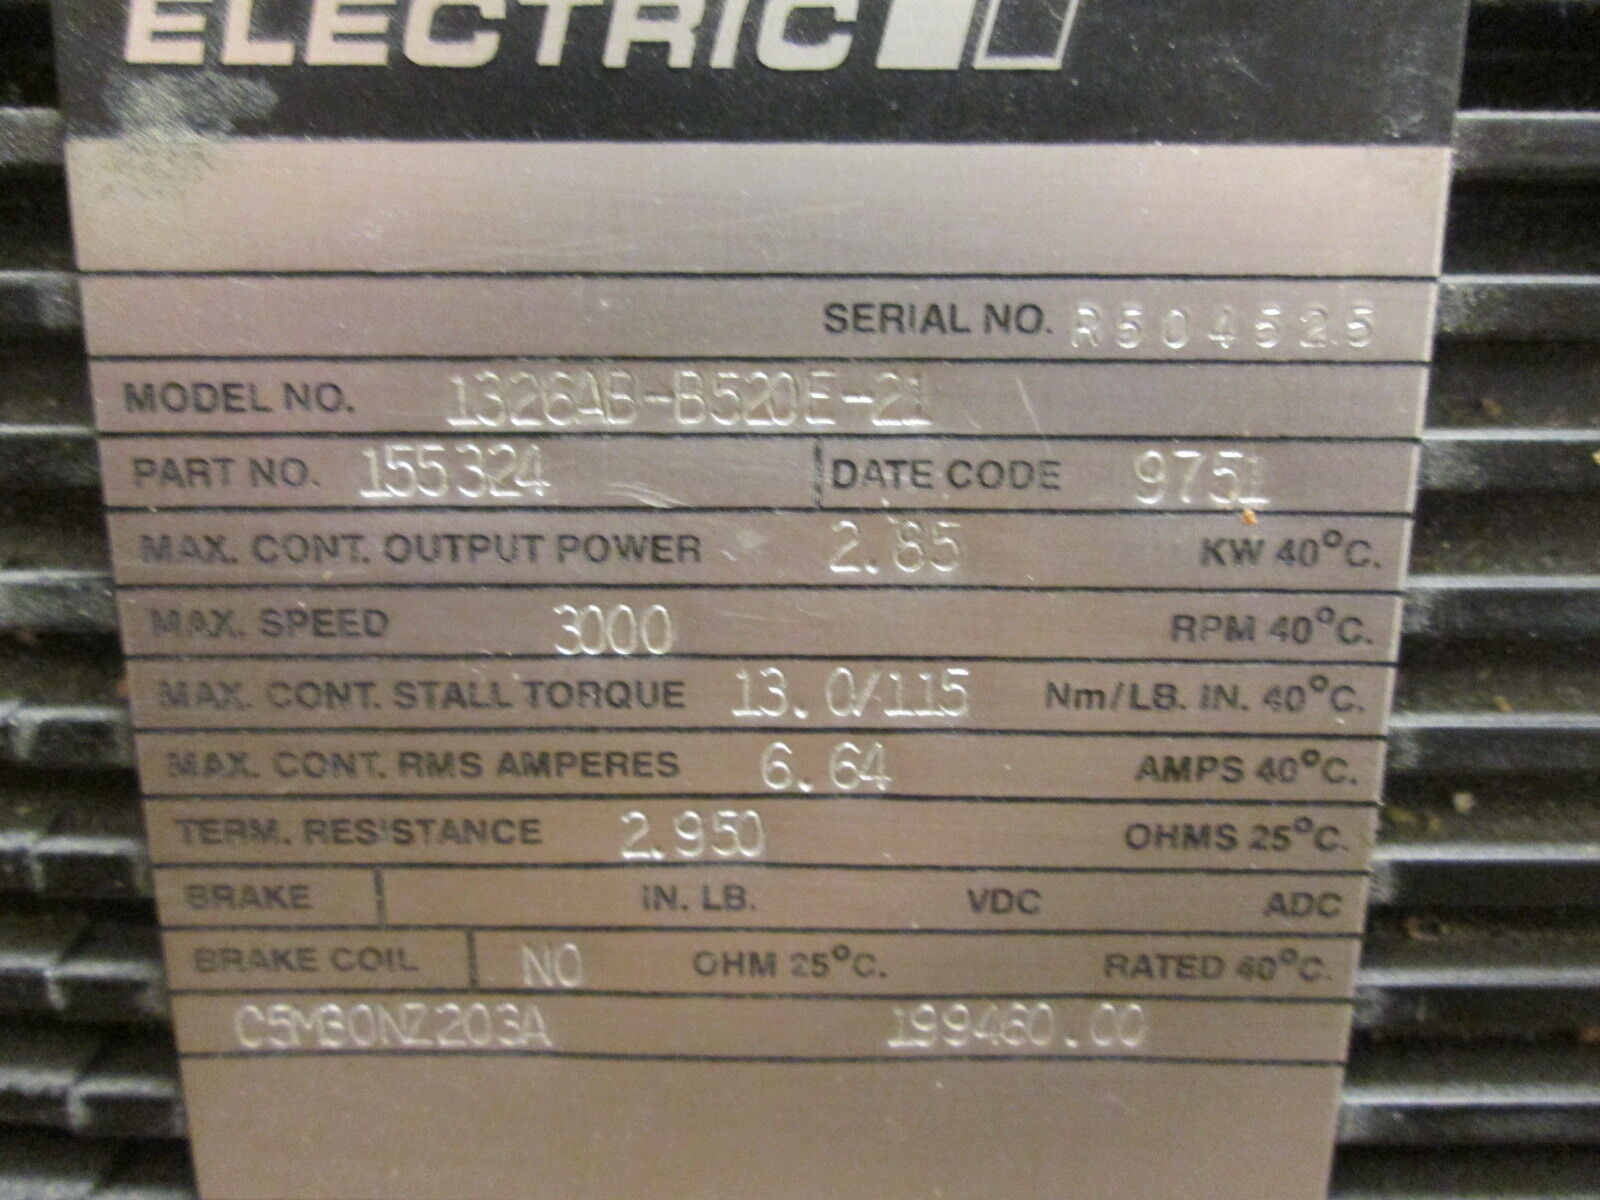 ELECTRIC
SERIAL NO. R504525
MODEL NO. 1326AB-B520E-21
PART NO. 155324 DATE CODE 9751
MAX. CONT. OUTPUT POWER 2.85 KW 40°C.
MAX. SPEED 3000 RPM 40°C.
MAX. CONT. STALL TORQUE 13.0/115 Nm/LB. IN. 40°C.
MAX. CONT. RMS AMPERES 6.64 AMPS 40°C.
TERM. RESISTANCE 2.950 OHMS 25°C.
BRAKE IN. LB. VDC ADC
BRAKE COIL NO OHM 25°C. RATED 40°C.
C5M30NZ203A 199460.00